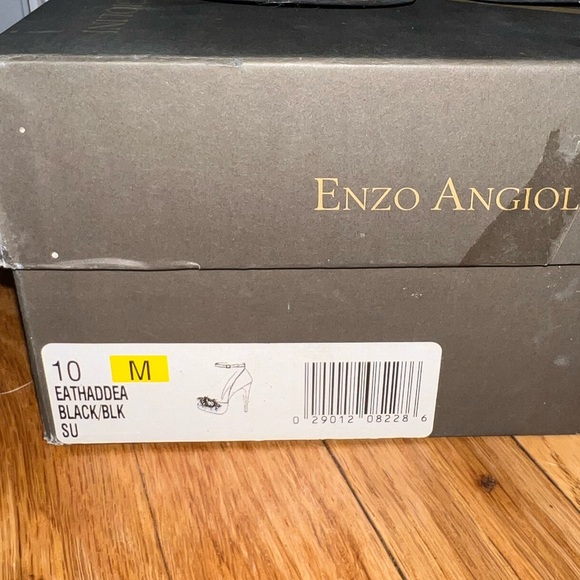 ENZO ANGIOL
10 M
EATHADDEA
BLACK/BLK
SU
0 29012 08228 6